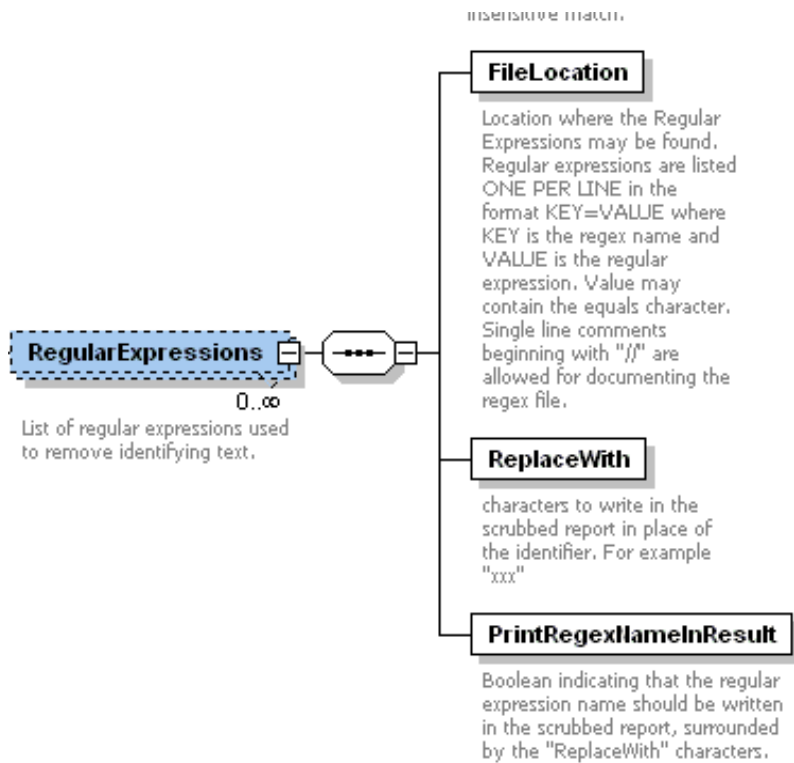 insensitive match.
FileLocation
Location where the Regular
Expressions may be found.
Regular expressions are listed
ONE PER LINE in the
format KEY=VALUE where
KEY is the regex name and
VALUE is the regular
expression. Value may
contain the equals character.
Single line comments
beginning with "//" are
allowed for documenting the
regex file.
RegularExpressions
0..∞
List of regular expressions used
to remove identifying text.
ReplaceWith
characters to write in the
scrubbed report in place of
the identifier. For example
"xxx"
PrintRegexNameInResult
Boolean indicating that the regular
expression name should be written
in the scrubbed report, surrounded
by the "ReplaceWith" characters.